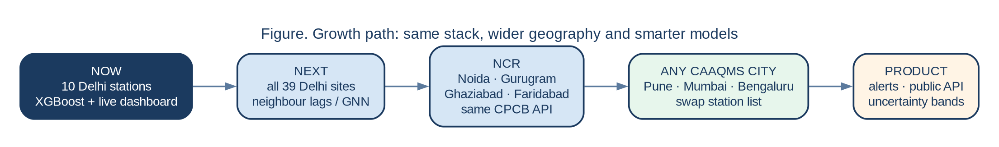 Figure. Growth path: same stack, wider geography and smarter models
NOW
10 Delhi stations
XGBoost + live dashboard
NEXT
all 39 Delhi sites
neighbour lags / GNN
NCR
Noida · Gurugram
Ghaziabad · Faridabad
same CPCB API
ANY CAAQMS CITY
Pune · Mumbai · Bengaluru
swap station list
PRODUCT
alerts · public API
uncertainty bands